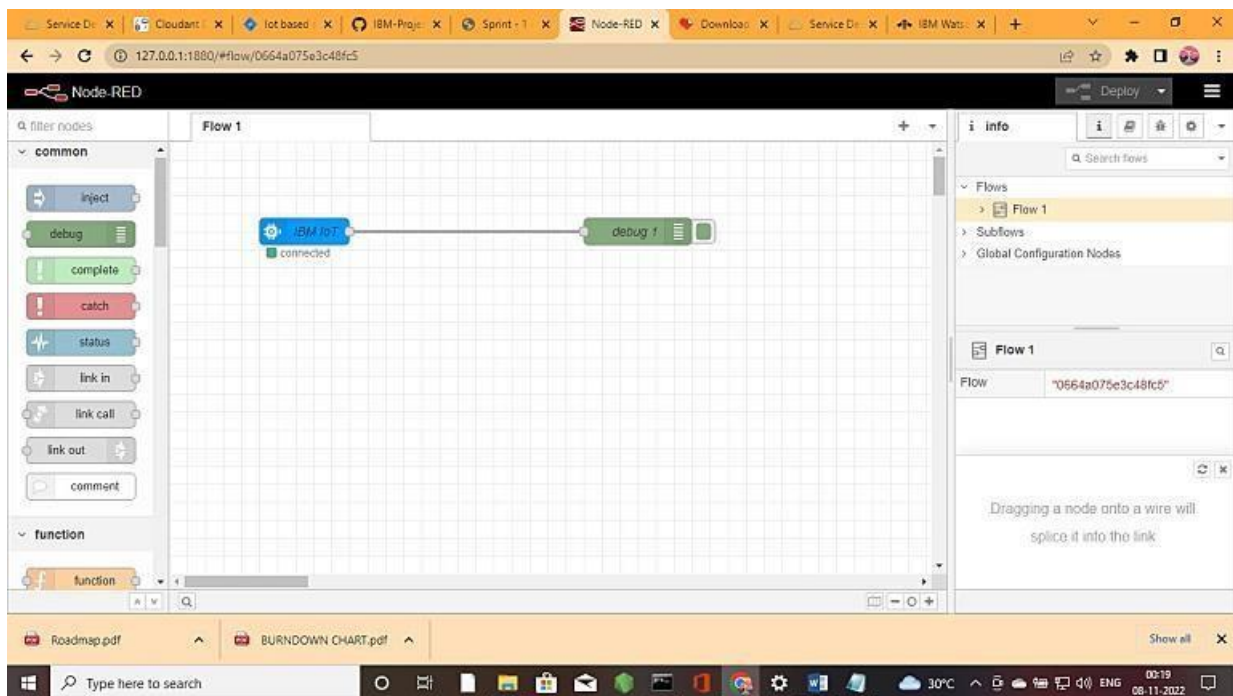 Service De
Cloudant
Iot based
IBM-Proje
Sprint - 1
Node-RED
Download
Service De
IBM Wats
127.0.0.1:1880/#flow/0664a075e3c48fc5
Node-RED
Deploy
filter nodes
Flow 1
i info
i
common
Search flows
inject
Flows
Flow 1
debug
IBM IoT
debug 1
Subflows
connected
Global Configuration Nodes
complete
catch
status
Flow 1
link in
Flow
"0664a075e3c48fc5"
link call
link out
comment
Dragging a node onto a wire will
splice it into the link
function
function
Roadmap.pdf
BURNDOWN CHART.pdf
Show all
Type here to search
30°C
ENG
00:19
08-11-2022